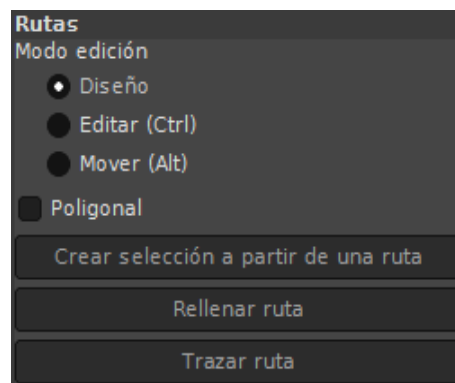 Rutas
Modo edición
Diseño
Editar (Ctrl)
Mover (Alt)
Poligonal
Crear selección a partir de una ruta
Rellenar ruta
Trazar ruta